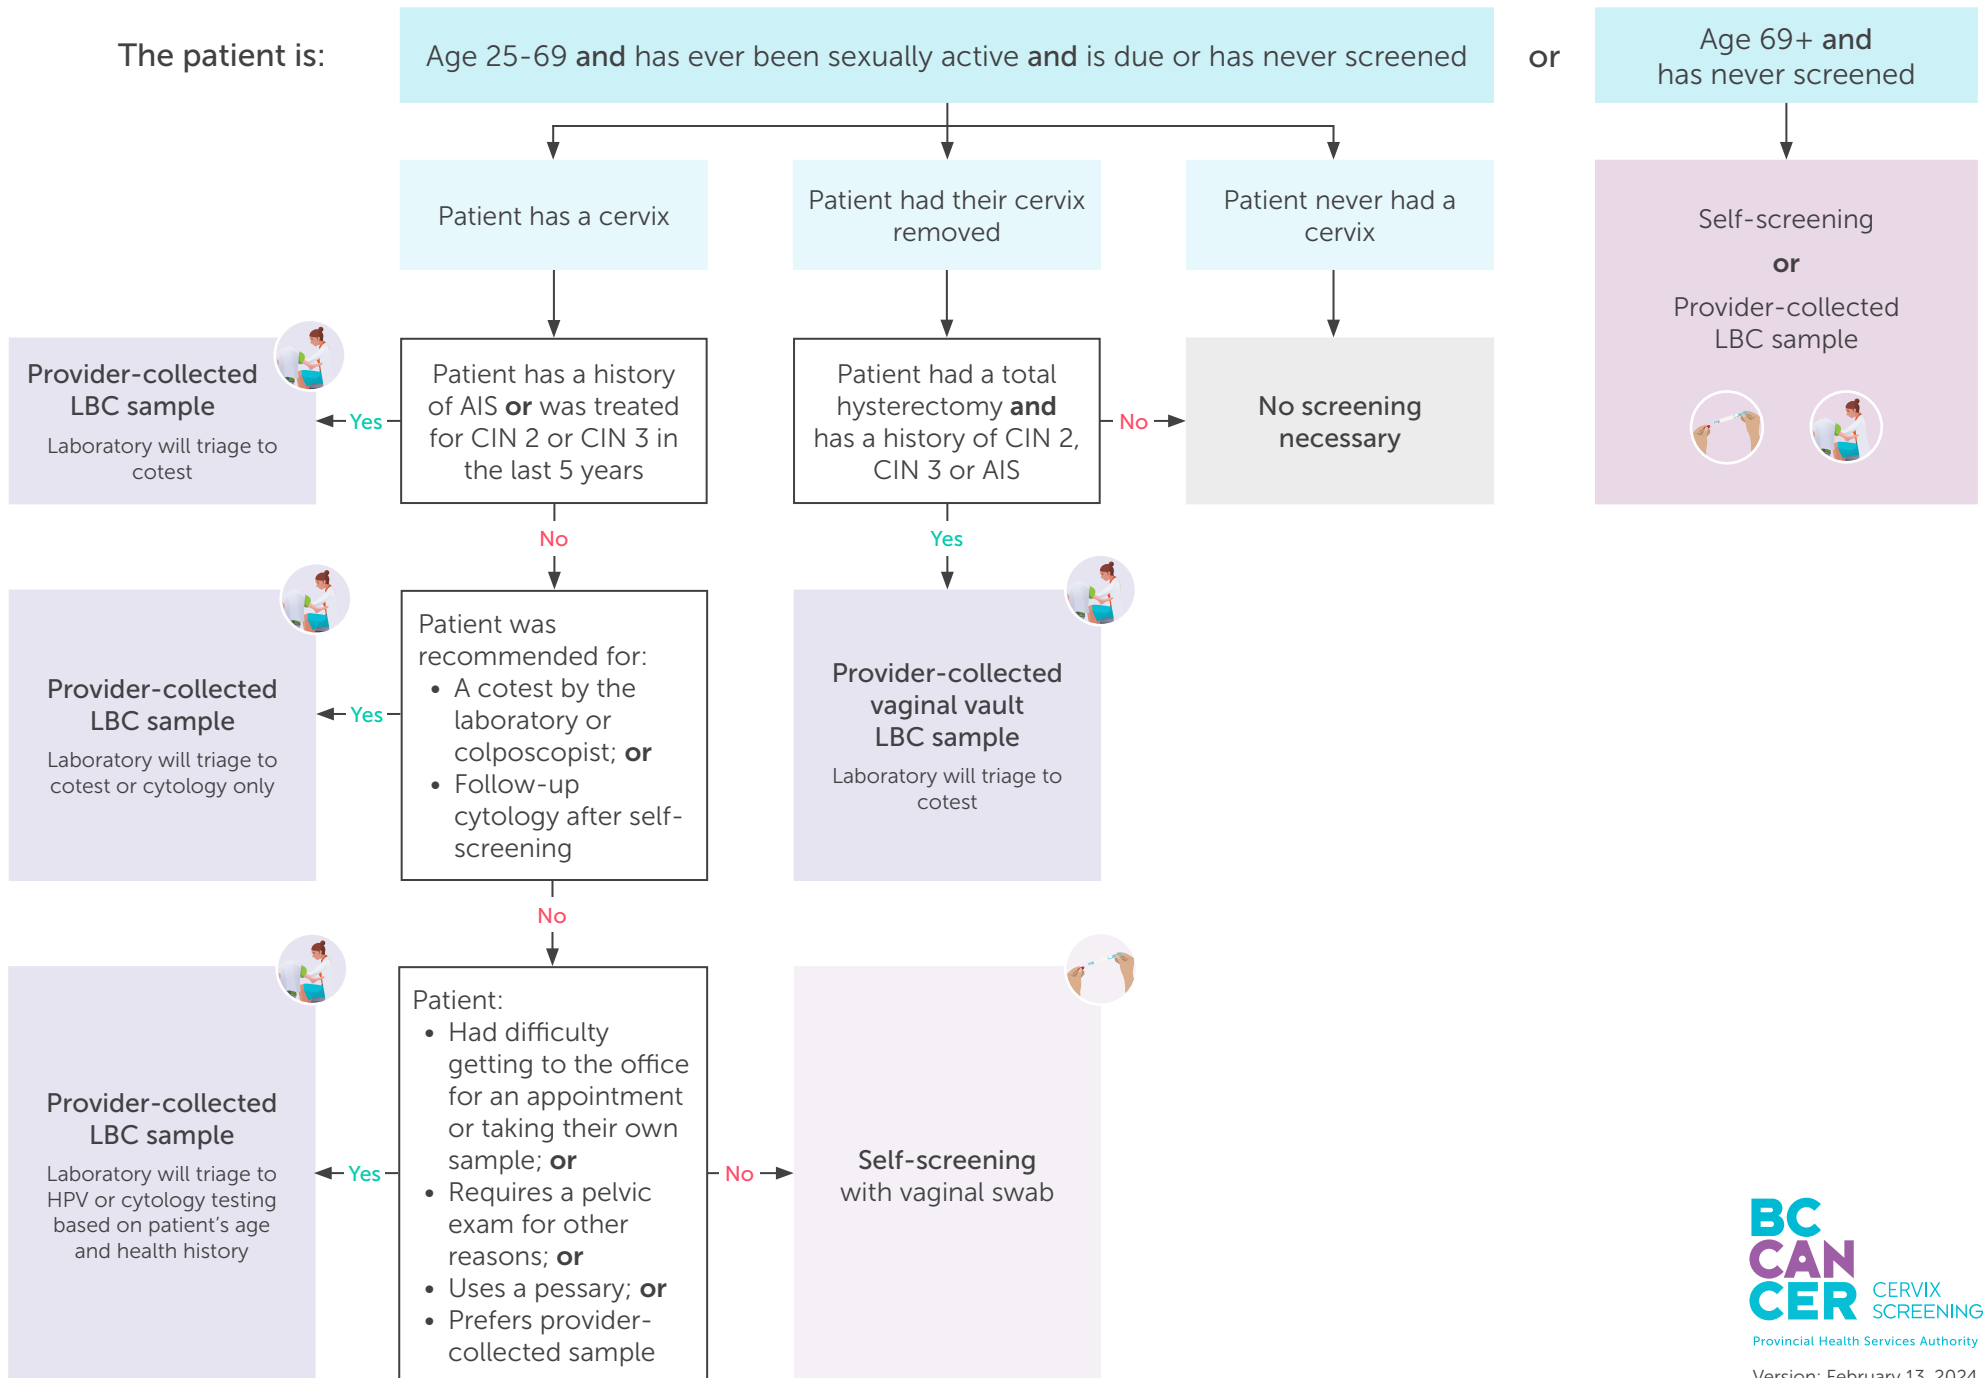 The patient is:
Age 25-69 and has ever been sexually active and is due or has never screened
or
Age 69+ and
has never screened
Patient has a cervix
Patient had their cervix
removed
Patient never had a
cervix
Self-screening
or
Provider-collected
LBC sample
Provider-collected
LBC sample
Laboratory will triage to
cotest
Yes
Patient has a history
of AIS or was treated
for CIN 2 or CIN 3 in
the last 5 years
Patient had a total
hysterectomy and
has a history of CIN 2,
CIN 3 or AIS
No
No screening
necessary
No
Yes
Provider-collected
LBC sample
Laboratory will triage to
cotest or cytology only
Yes
Patient was
recommended for:
• A cotest by the
laboratory or
colposcopist; or
• Follow-up
cytology after self-
screening
Provider-collected
vaginal vault
LBC sample
Laboratory will triage to
cotest
No
Provider-collected
LBC sample
Laboratory will triage to
HPV or cytology testing
based on patient's age
and health history
Yes
Patient:
• Had difficulty
getting to the office
for an appointment
or taking their own
sample; or
• Requires a pelvic
exam for other
reasons; or
• Uses a pessary; or
• Prefers provider-
collected sample
No
Self-screening
with vaginal swab
BC
CAN
CER
CERVIX
SCREENING
Provincial Health Services Authority
Version: February 13, 2024